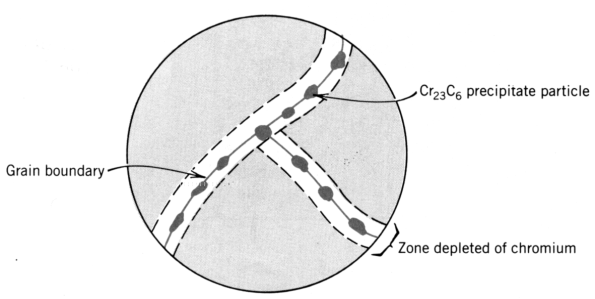 Cr₂₃C₆ precipitate particle
Grain boundary
Zone depleted of chromium